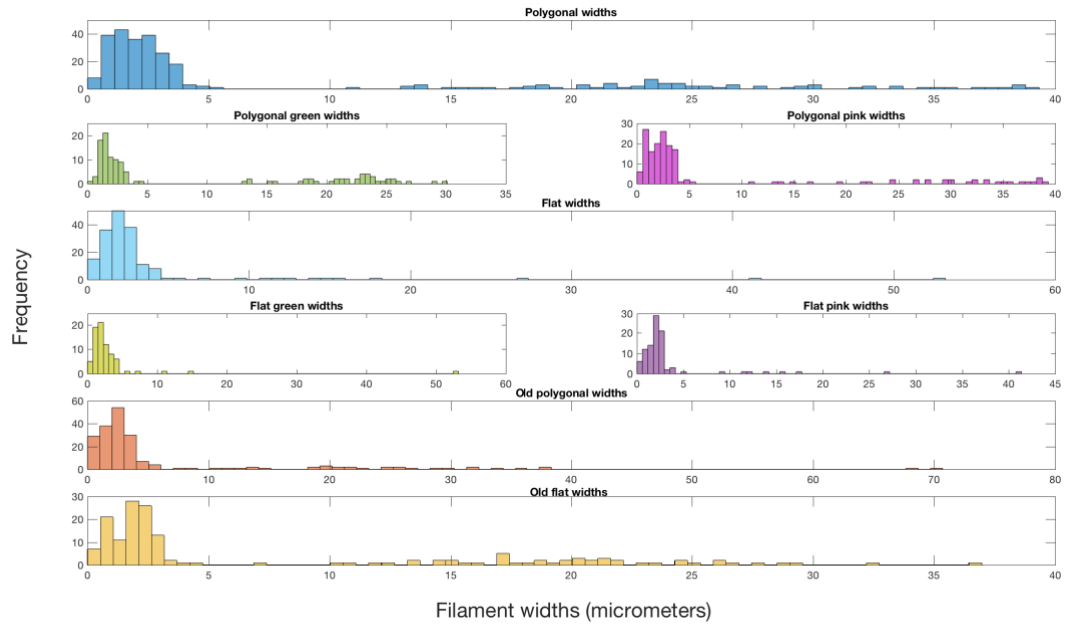 Polygonal widths
40
20
0
0 5 10 15 20 25 30 35 40
Polygonal green widths
20
10
0
0 5 10 15 20 25 30 35
Polygonal pink widths
30
20
10
0
0 5 10 15 20 25 30 35 40
Flat widths
40
20
0
0 10 20 30 40 50 60
Flat green widths
20
10
0
0 10 20 30 40 50 60
Flat pink widths
30
20
10
0
0 5 10 15 20 25 30 35 40 45
Old polygonal widths
60
40
20
0
0 10 20 30 40 50 60 70 80
Old flat widths
30
20
10
0
0 5 10 15 20 25 30 35 40
Frequency
Filament widths (micrometers)